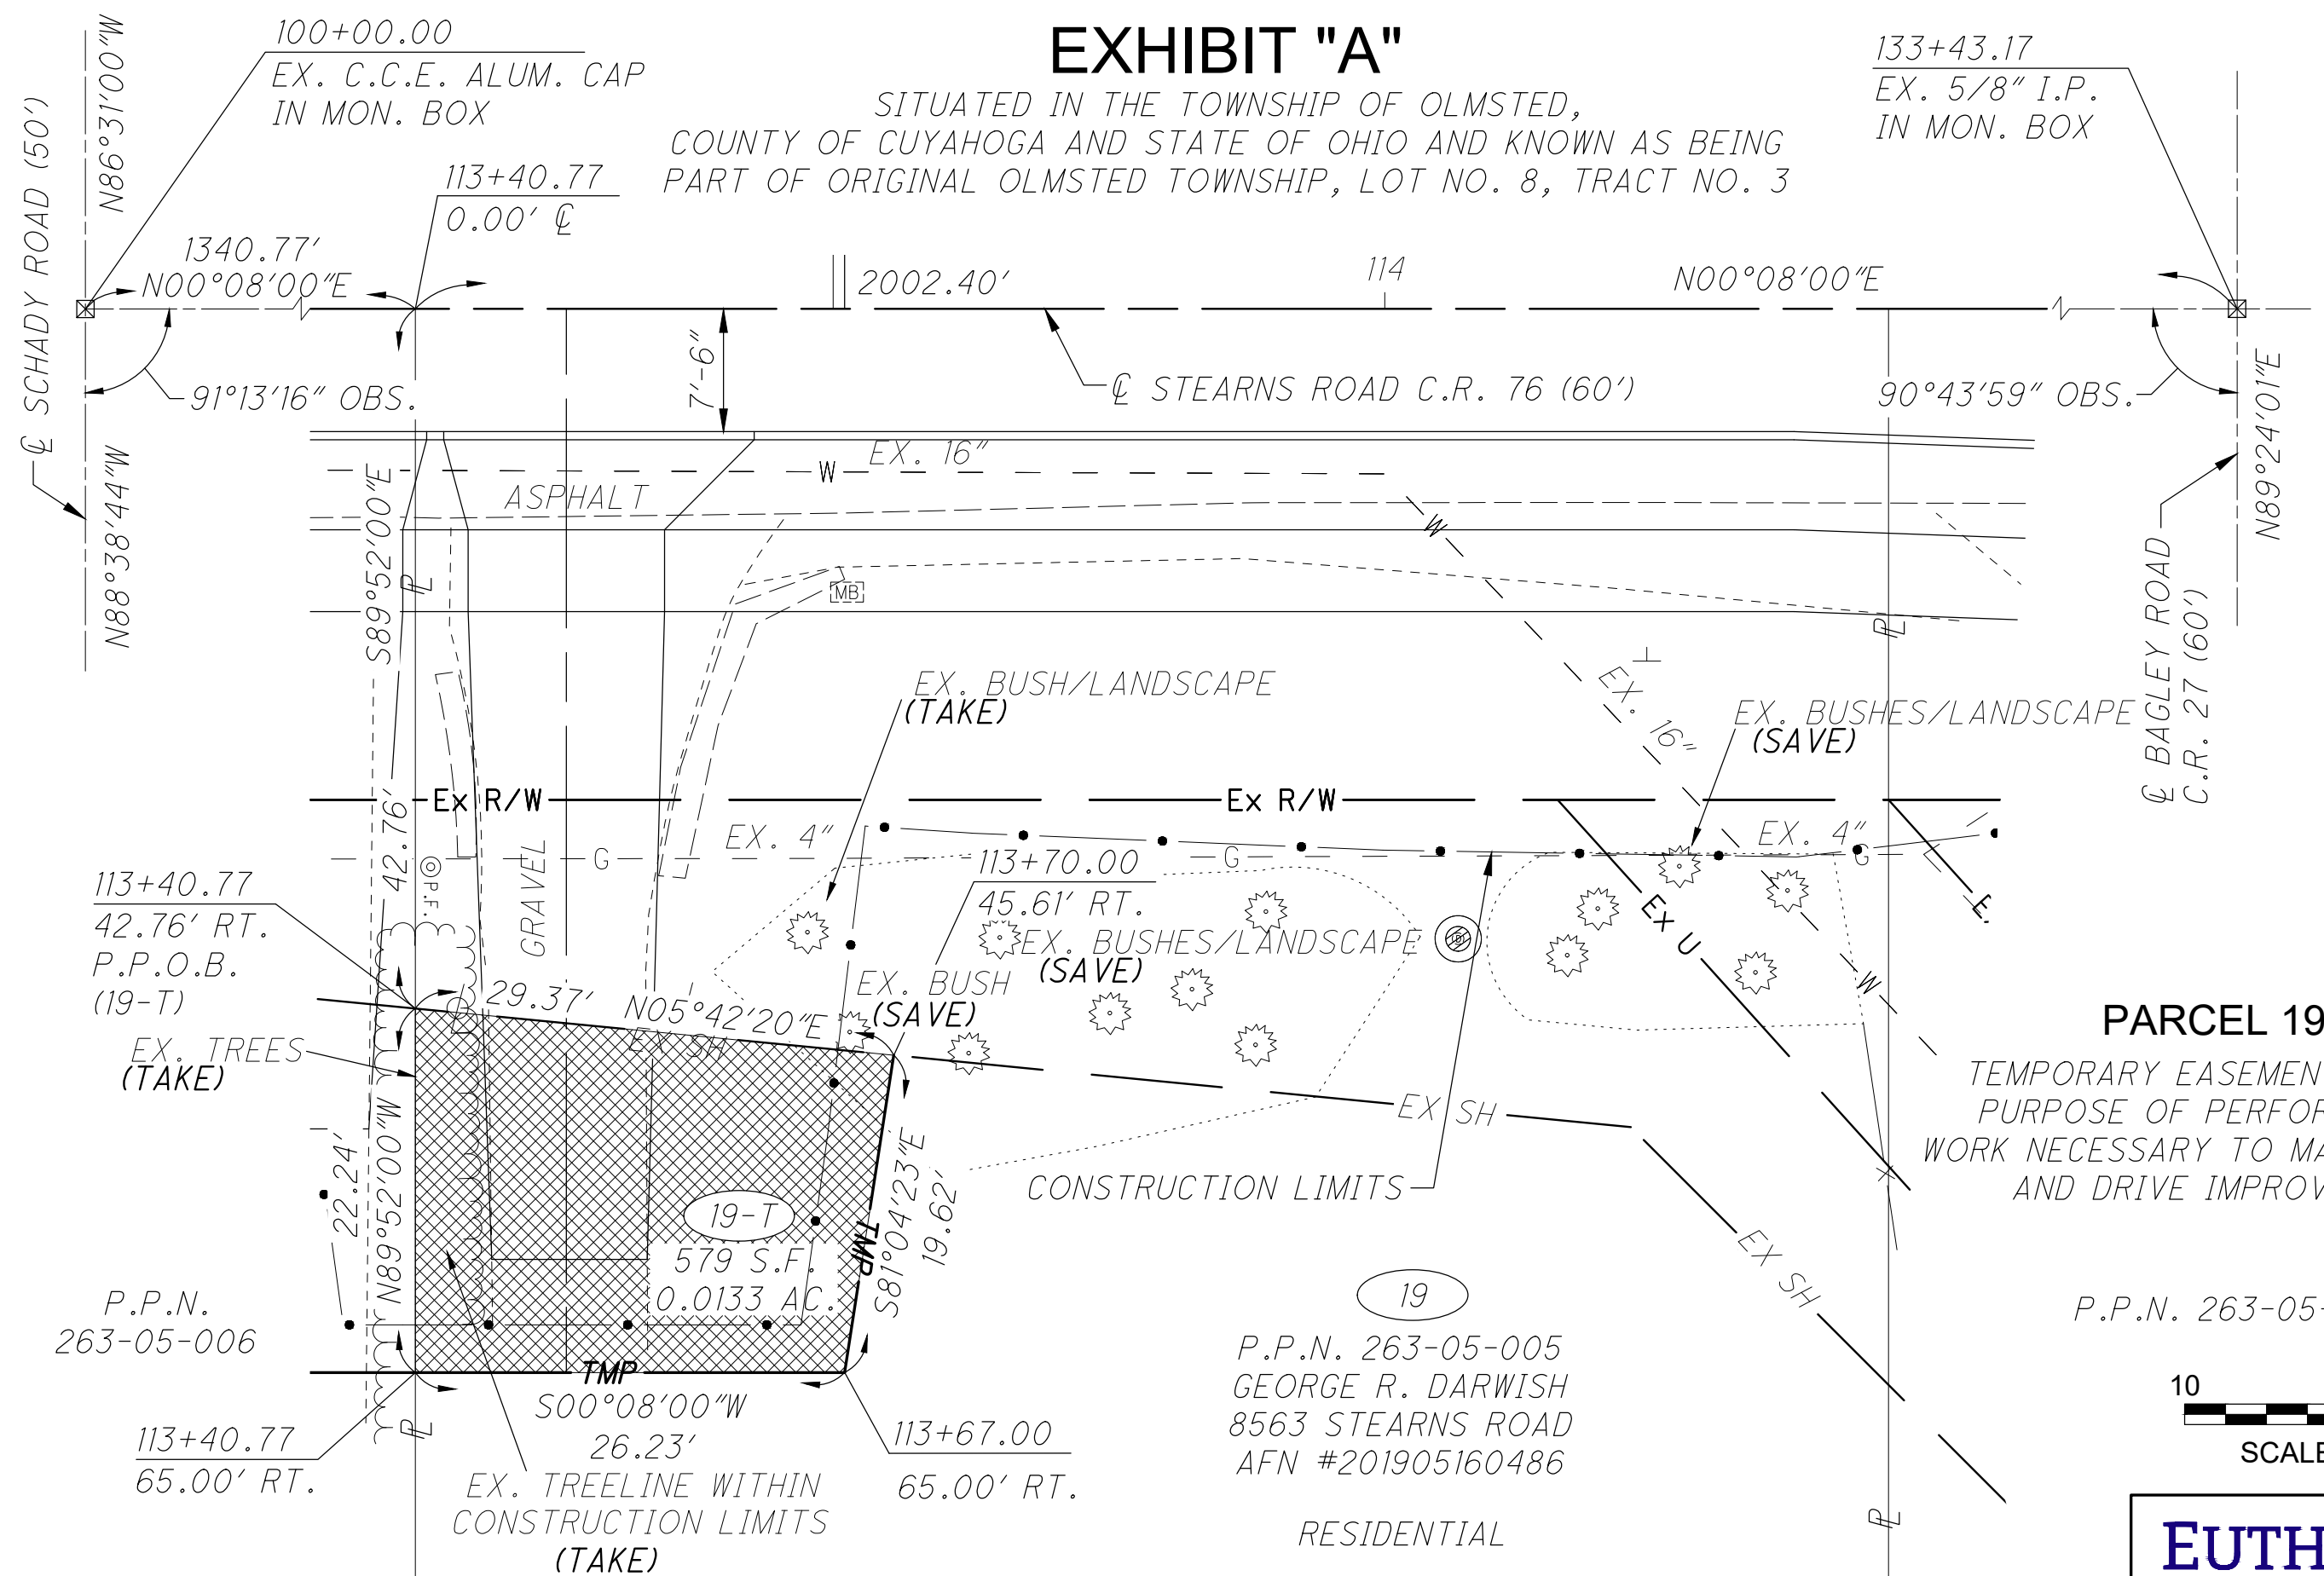 EXHIBIT "A"
SITUATED IN THE TOWNSHIP OF OLMSTED,
COUNTY OF CUYAHOGA AND STATE OF OHIO AND KNOWN AS BEING
PART OF ORIGINAL OLMSTED TOWNSHIP, LOT NO. 8, TRACT NO. 3
100+00.00
EX. C.C.E. ALUM. CAP
IN MON. BOX
133+43.17
EX. 5/8" I.P.
IN MON. BOX
N86°31'00"W
℄ SCHADY ROAD (50')
N88°38'44"W
113+40.77
0.00' ℄
1340.77'
N00°08'00"E
2002.40'
114
N00°08'00"E
91°13'16" OBS.
7'-6"
℄ STEARNS ROAD C.R. 76 (60')
90°43'59" OBS.
N89°24'01"E
℄ BAGLEY ROAD
C.R. 27 (60')
EX. 16"
W
ASPHALT
W
S89°52'00"E
42.76'
PL
MB
PL
EX. BUSH/LANDSCAPE
(TAKE)
EX. 16"
EX. BUSHES/LANDSCAPE
(SAVE)
Ex R/W
Ex R/W
EX. 4"
G
G
EX. 4"
G
GRAVEL
P.F.
113+40.77
42.76' RT.
P.P.O.B.
(19-T)
113+70.00
45.61' RT.
EX. BUSHES/LANDSCAPE
(SAVE)
EX. BUSH
(SAVE)
Ex U
E
W
29.37'
N05°42'20"E
EX SH
EX. TREES
(TAKE)
EX SH
EX SH
CONSTRUCTION LIMITS
22.24'
N89°52'00"W
19-T
579 S.F.
0.0133 AC.
TMP
S81°04'23"E
19.62'
PARCEL 19
TEMPORARY EASEMEN
PURPOSE OF PERFOR
WORK NECESSARY TO MA
AND DRIVE IMPROV
P.P.N.
263-05-006
19
P.P.N. 263-05-005
GEORGE R. DARWISH
8563 STEARNS ROAD
AFN #201905160486
RESIDENTIAL
P.P.N. 263-05-
TMP
S00°08'00"W
26.23'
113+40.77
65.00' RT.
113+67.00
65.00' RT.
PL
EX. TREELINE WITHIN
CONSTRUCTION LIMITS
(TAKE)
PL
10
SCALE
EUTH